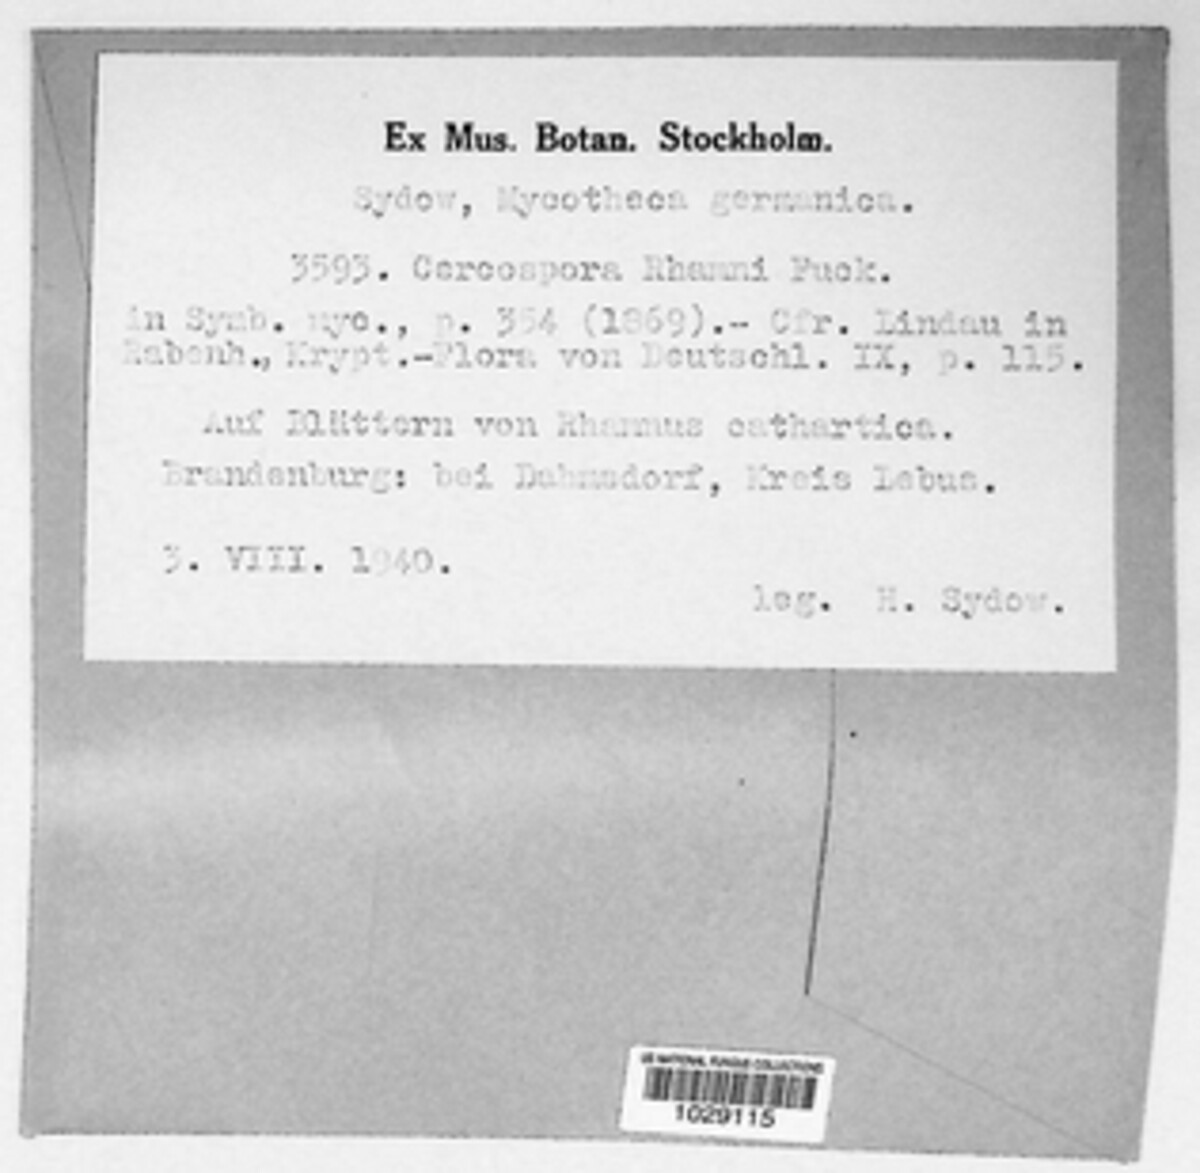 Ex Mus. Botan. Stockholm.
Sydow, Mycotheca germanica.
3593. Cercospora Rhamni Fuck.
in Symb. myc., p. 354 (1869).- Cfr. Lindau in
Rabenh., Krypt.-Flora von Deutschl. IX, p. 115.
Auf Blättern von Rhamnus cathartica.
Brandenburg: bei Dahmsdorf, Kreis Lebus.
3. VIII. 1940.
leg. H. Sydow.
US NATIONAL FUNGUS COLLECTIONS
1029115